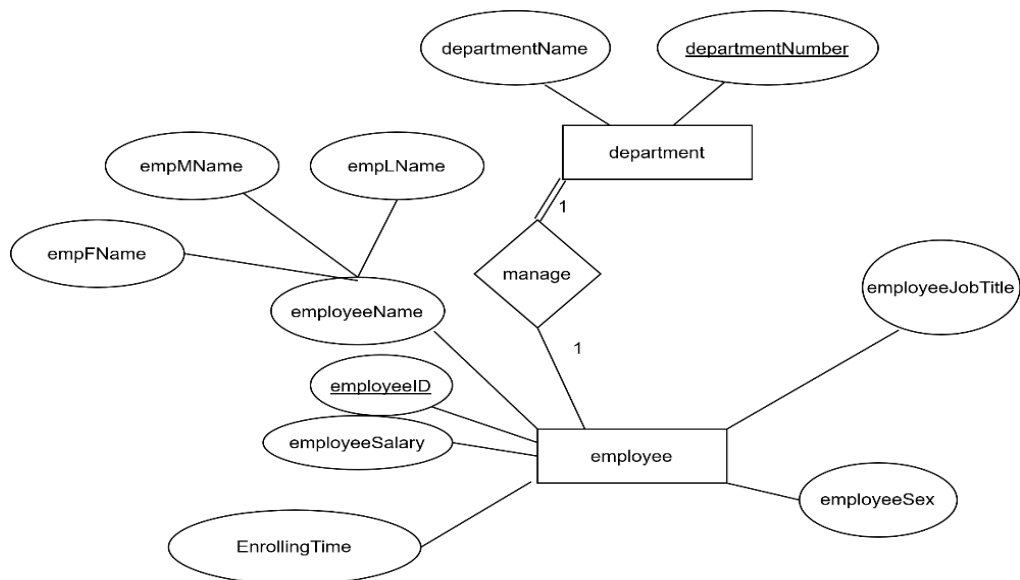 departmentName
departmentNumber
department
empMName
empLName
1
empFName
manage
employeeName
employeeJobTitle
1
employeeID
employeeSalary
employee
employeeSex
EnrollingTime